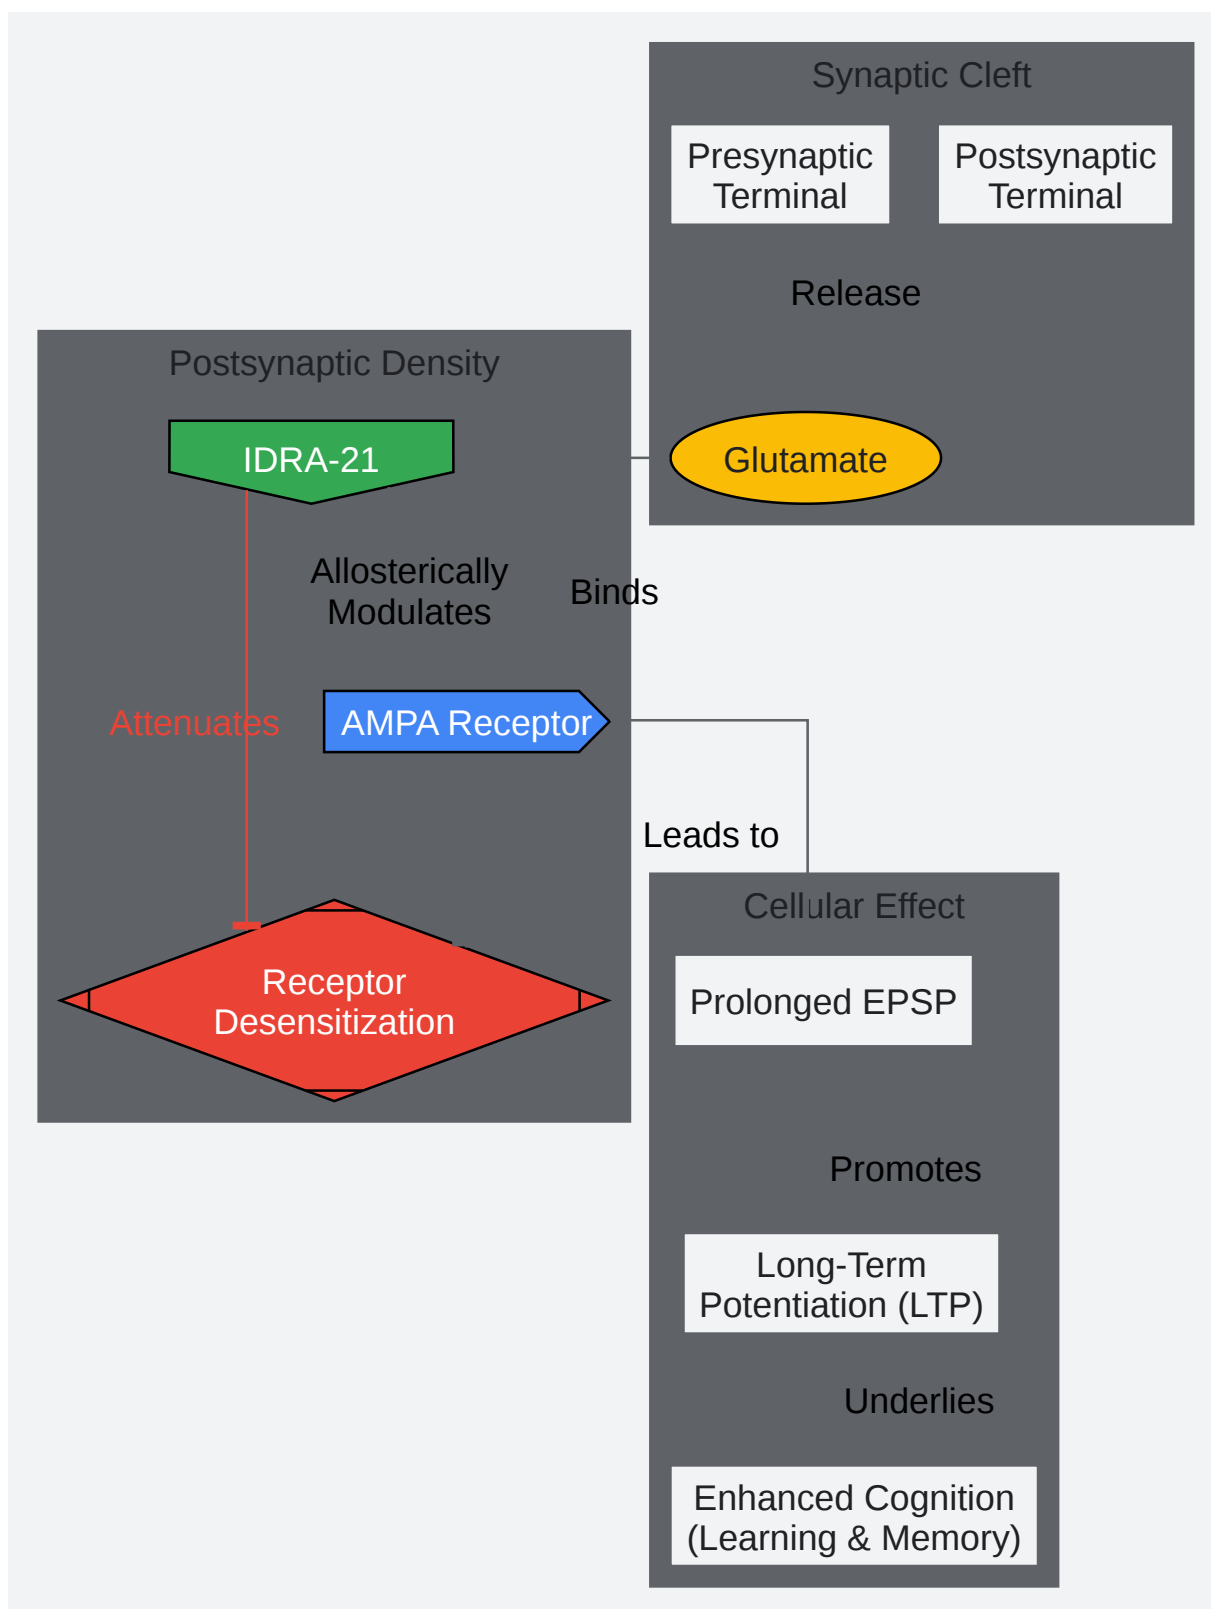 Synaptic Cleft
Presynaptic
Terminal
Postsynaptic
Terminal
Release
Glutamate
Postsynaptic Density
IDRA-21
Allosterically
Modulates
Binds
Attenuates
AMPA Receptor
Leads to
Receptor
Desensitization
Cellular Effect
Prolonged EPSP
Promotes
Long-Term
Potentiation (LTP)
Underlies
Enhanced Cognition
(Learning & Memory)